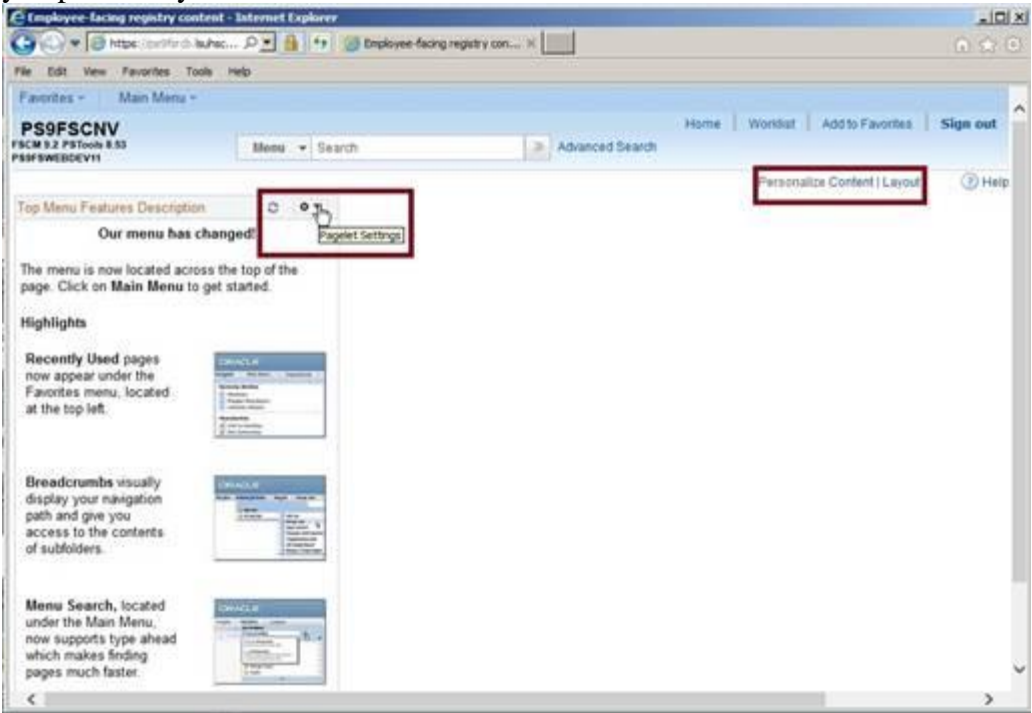 Employee-facing registry content - Internet Explorer
Employee-facing registry con...
File Edit View Favorites Tools Help
Favorites Main Menu
PS9FSCNV
FSCM 9.2 PSTools 8.53
PS9FSWEBDEV11
Menu Search Advanced Search
Home Worklist Add to Favorites Sign out
Personalize Content | Layout Help
Top Menu Features Description
Pagelet Settings
Our menu has changed!
The menu is now located across the top of the
page. Click on Main Menu to get started.
Highlights
Recently Used pages
now appear under the
Favorites menu, located
at the top left.
ORACLE
Breadcrumbs visually
display your navigation
path and give you
access to the contents
of subfolders.
ORACLE
Menu Search, located
under the Main Menu,
now supports type ahead
which makes finding
pages much faster.
ORACLE